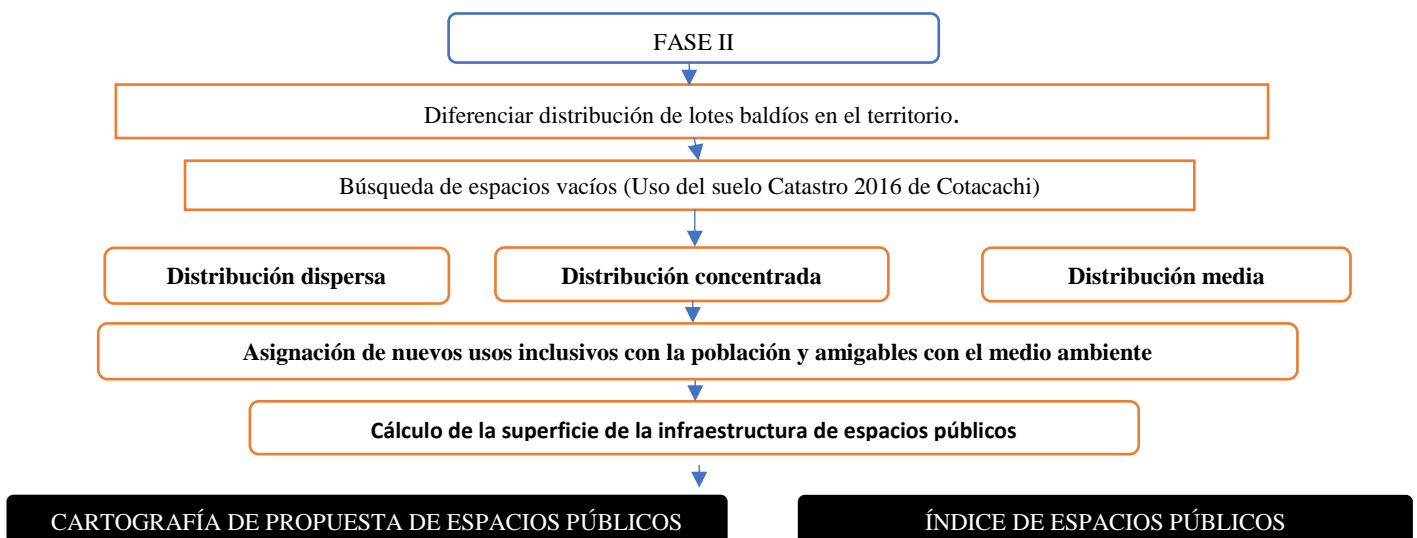 FASE II
Diferenciar distribución de lotes baldíos en el territorio.
Búsqueda de espacios vacíos (Uso del suelo Catastro 2016 de Cotacachi)
Distribución dispersa
Distribución concentrada
Distribución media
Asignación de nuevos usos inclusivos con la población y amigables con el medio ambiente
Cálculo de la superficie de la infraestructura de espacios públicos
CARTOGRAFÍA DE PROPUESTA DE ESPACIOS PÚBLICOS
ÍNDICE DE ESPACIOS PÚBLICOS